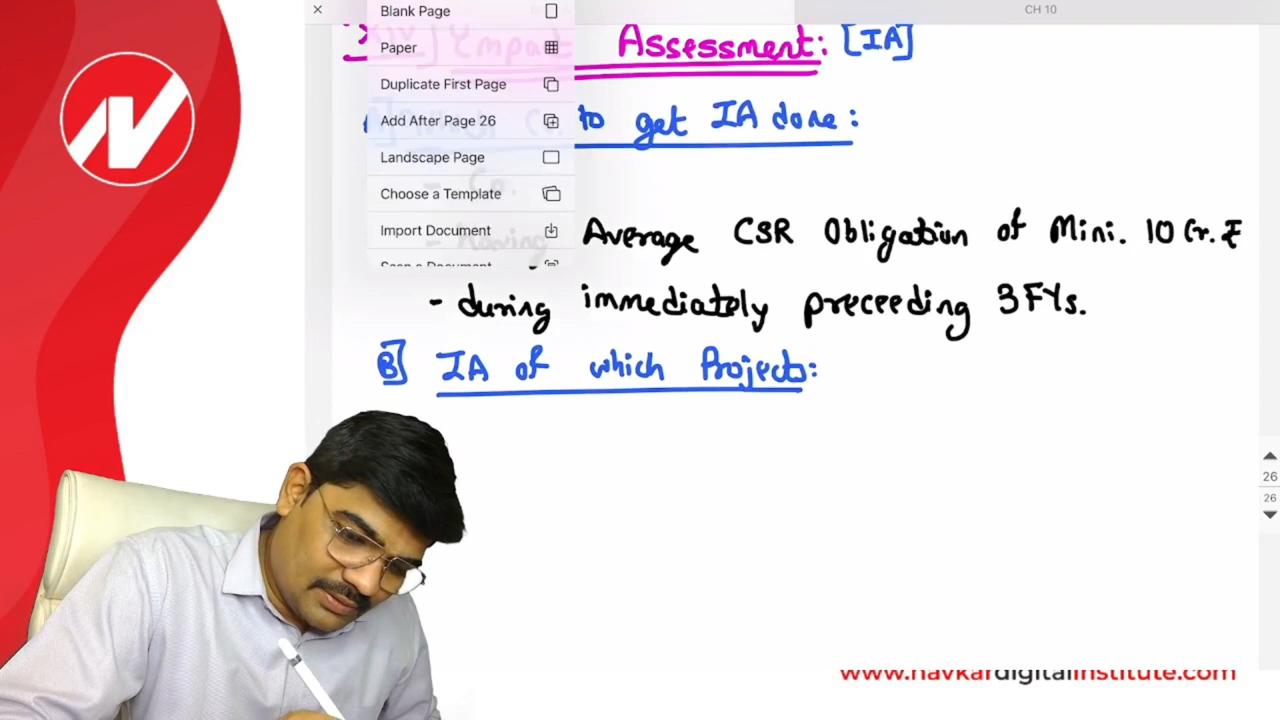 Blank Page
CH 10
Paper
Assessment: [IA]
Duplicate First Page
Add After Page 26
to get IA done:
Landscape Page
Co.
Choose a Template
Import Document
- having Average CSR Obligation of Mini. 10 Cr. ₹
- during immediately preceeding 3 FYs.
B] IA of which Projects:
26
26
www.navkardigitalinstitute.com